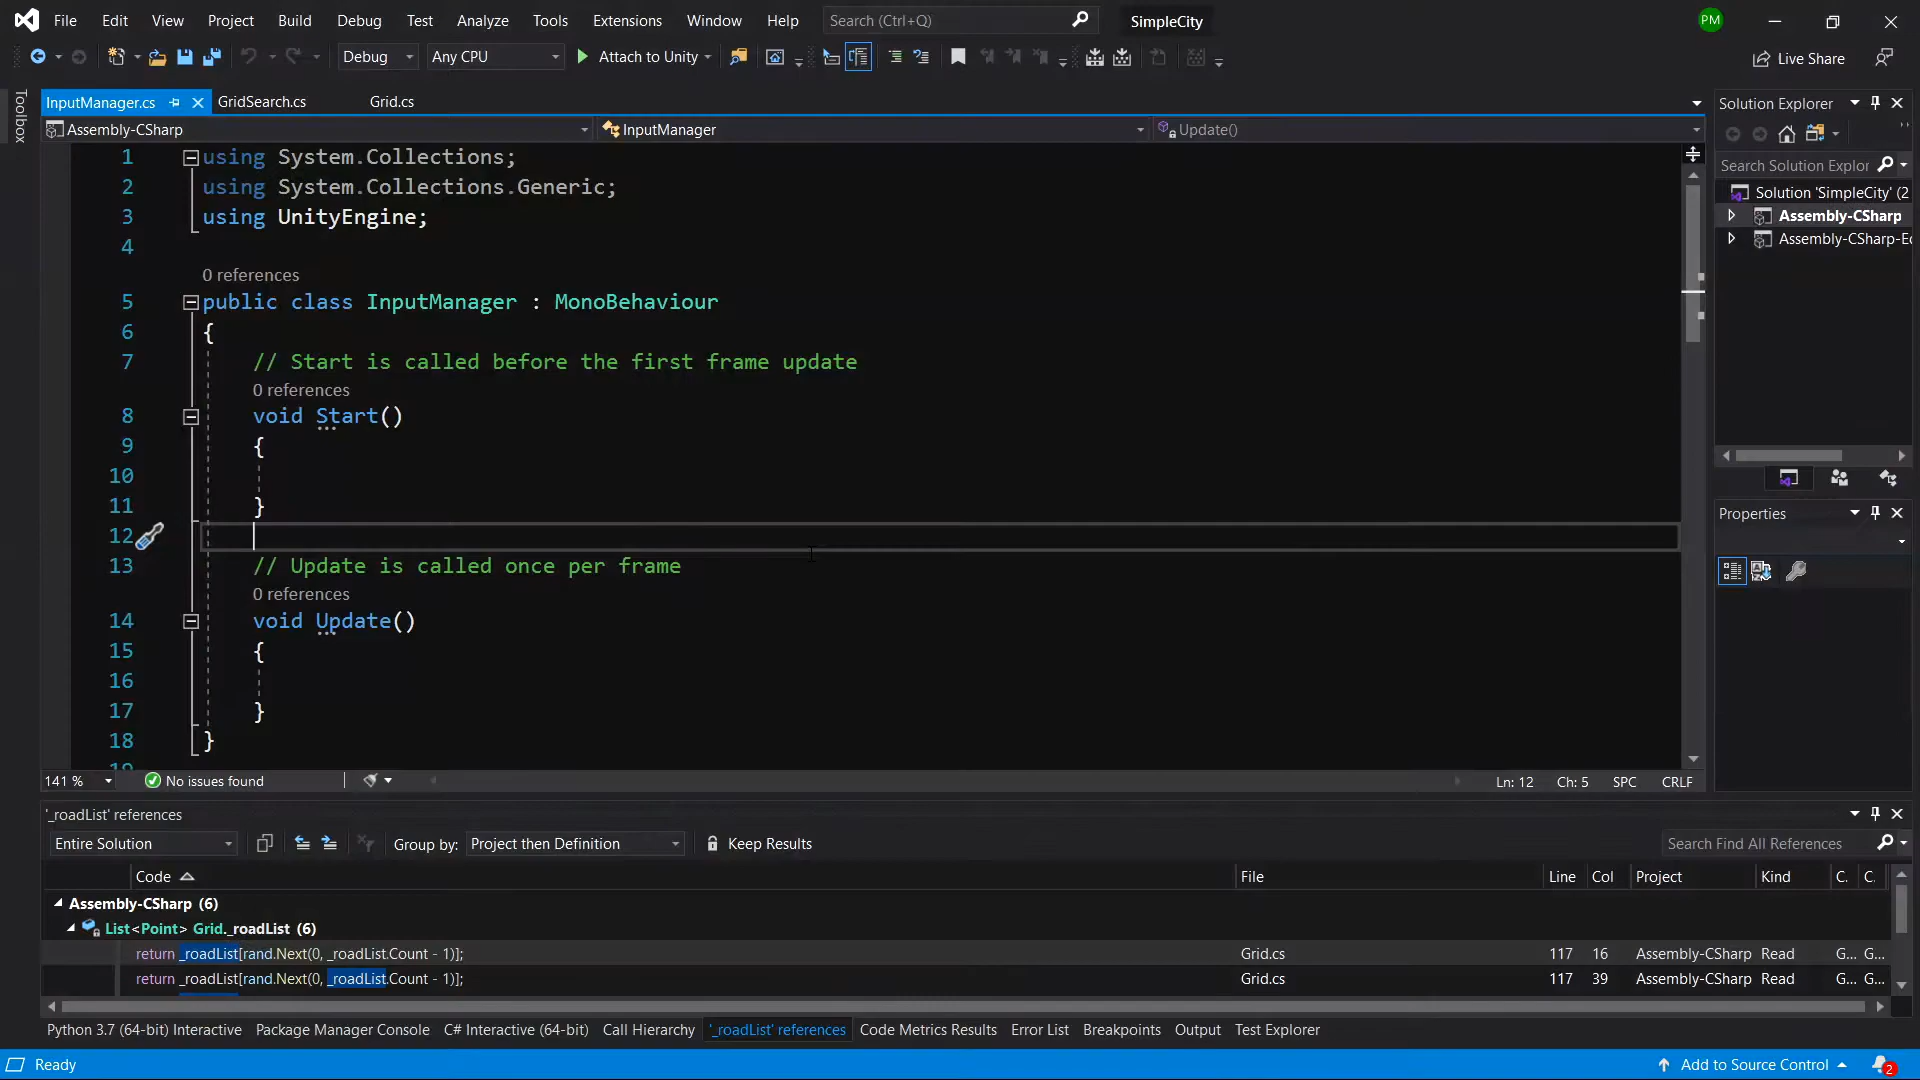 File Edit View Project Build Debug Test Analyze Tools Extensions Window Help Search (Ctrl+Q) SimpleCity PM
Debug Any CPU Attach to Unity Live Share
Toolbox
InputManager.cs GridSearch.cs Grid.cs
Assembly-CSharp InputManager Update()
1 using System.Collections;
2 using System.Collections.Generic;
3 using UnityEngine;
4
0 references
5 public class InputManager : MonoBehaviour
6 {
7 // Start is called before the first frame update
0 references
8 void Start()
9 {
10
11 }
12
13 // Update is called once per frame
0 references
14 void Update()
15 {
16
17 }
18 }
19
141 % No issues found Ln: 12 Ch: 5 SPC CRLF
Solution Explorer
Search Solution Explor
Solution 'SimpleCity' (2
Assembly-CSharp
Assembly-CSharp-Ed
Properties
'_roadList' references
Entire Solution Group by: Project then Definition Keep Results Search Find All References
Code File Line Col Project Kind C. C.
Assembly-CSharp (6)
List<Point> Grid._roadList (6)
return _roadList[rand.Next(0, _roadList.Count - 1)]; Grid.cs 117 16 Assembly-CSharp Read G... G...
return _roadList[rand.Next(0, _roadList.Count - 1)]; Grid.cs 117 39 Assembly-CSharp Read G... G...
Python 3.7 (64-bit) Interactive Package Manager Console C# Interactive (64-bit) Call Hierarchy '_roadList' references Code Metrics Results Error List Breakpoints Output Test Explorer
Ready Add to Source Control 2